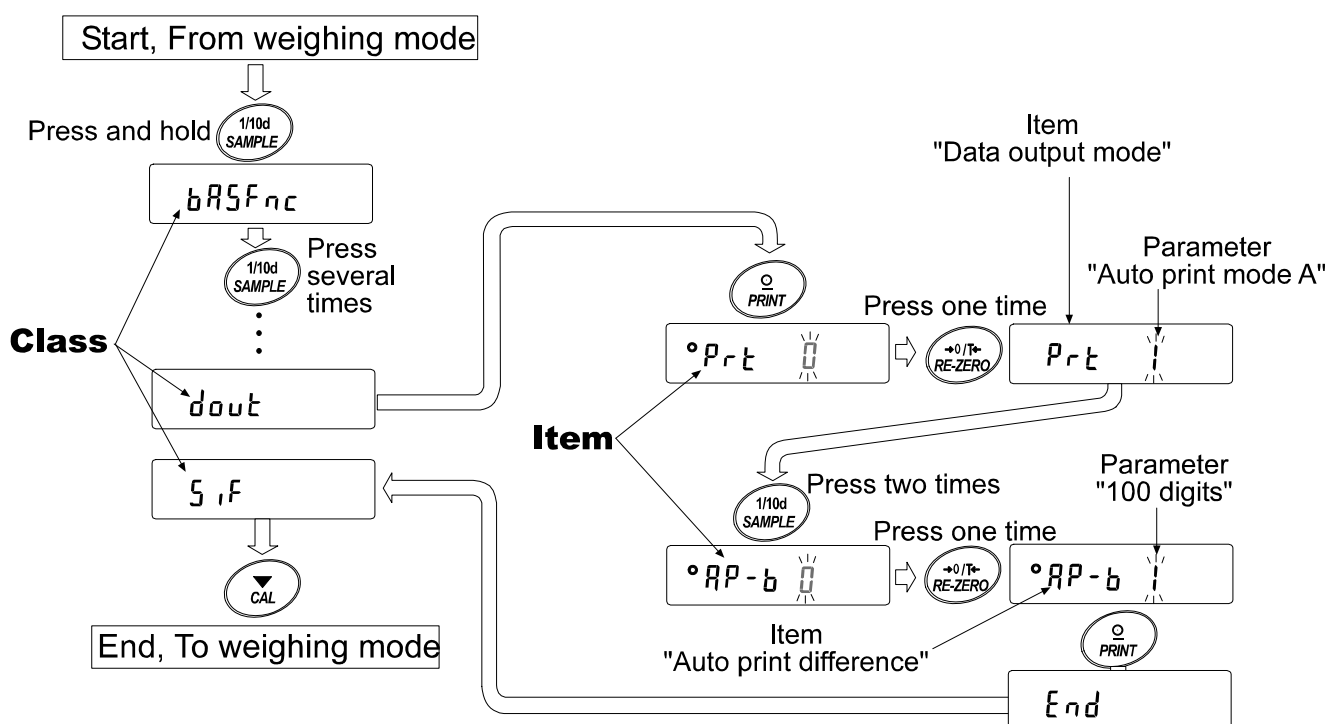 Start, From weighing mode
Press and hold
1/10d
SAMPLE
bASFnc
1/10d
SAMPLE
Press
several
times
Class
dout
SiF
CAL
End, To weighing mode
PRINT
Prt 0
Press one time
→0/T←
RE-ZERO
Item
"Data output mode"
Parameter
"Auto print mode A"
Prt 1
Item
1/10d
SAMPLE
Press two times
AP-b 0
Press one time
→0/T←
RE-ZERO
Parameter
"100 digits"
AP-b 1
Item
"Auto print difference"
PRINT
End